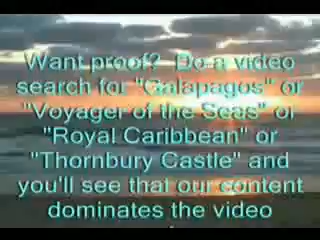 Want proof? Do a video
search for "Galapagos" or
"Voyager of the Seas" or
"Royal Caribbean" or
"Thornbury Castle" and
you'll see that our content
dominates the video